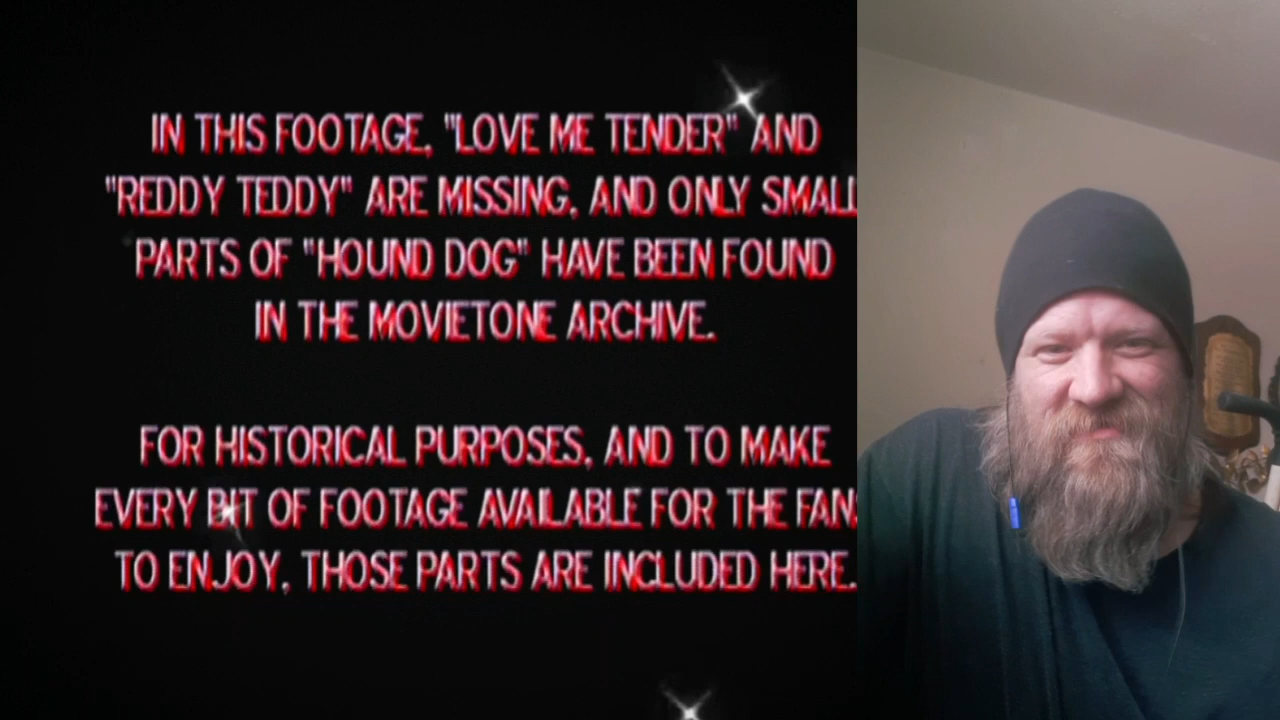 IN THIS FOOTAGE, "LOVE ME TENDER" AND
"REDDY TEDDY" ARE MISSING, AND ONLY SMALL
PARTS OF "HOUND DOG" HAVE BEEN FOUND
IN THE MOVIETONE ARCHIVE.
FOR HISTORICAL PURPOSES, AND TO MAKE
EVERY BIT OF FOOTAGE AVAILABLE FOR THE FANS
TO ENJOY, THOSE PARTS ARE INCLUDED HERE.